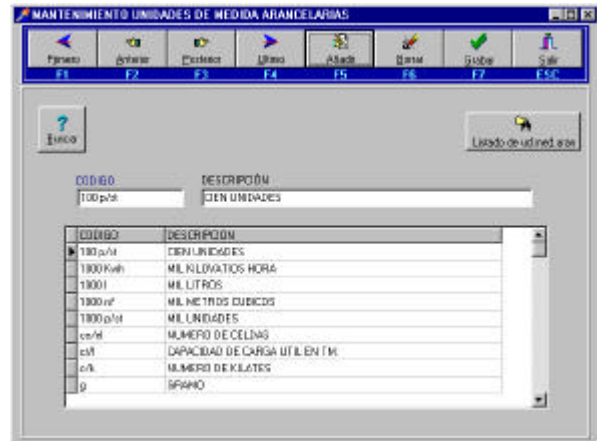 MANTENIMIENTO UNIDADES DE MEDIDA ARANCELARIAS
Primero Anterior Posterior Ultimo Añadir Borrar Grabar Salir
F1 F2 F3 F4 F5 F6 F7 ESC
Buscar
Listado de ud.med.aran
CODIGO DESCRIPCIÓN
100 p/st CIEN UNIDADES
CODIGO DESCRIPCION
100 p/st CIEN UNIDADES
1000 Kwh MIL KILOVATIOS HORA
1000 l MIL LITROS
1000 m³ MIL METROS CUBICOS
1000 p/st MIL UNIDADES
ce/el NUMERO DE CELDAS
ct/l CAPACIDAD DE CARGA UTIL EN TM.
c/k NUMERO DE KILATES
g GRAMO